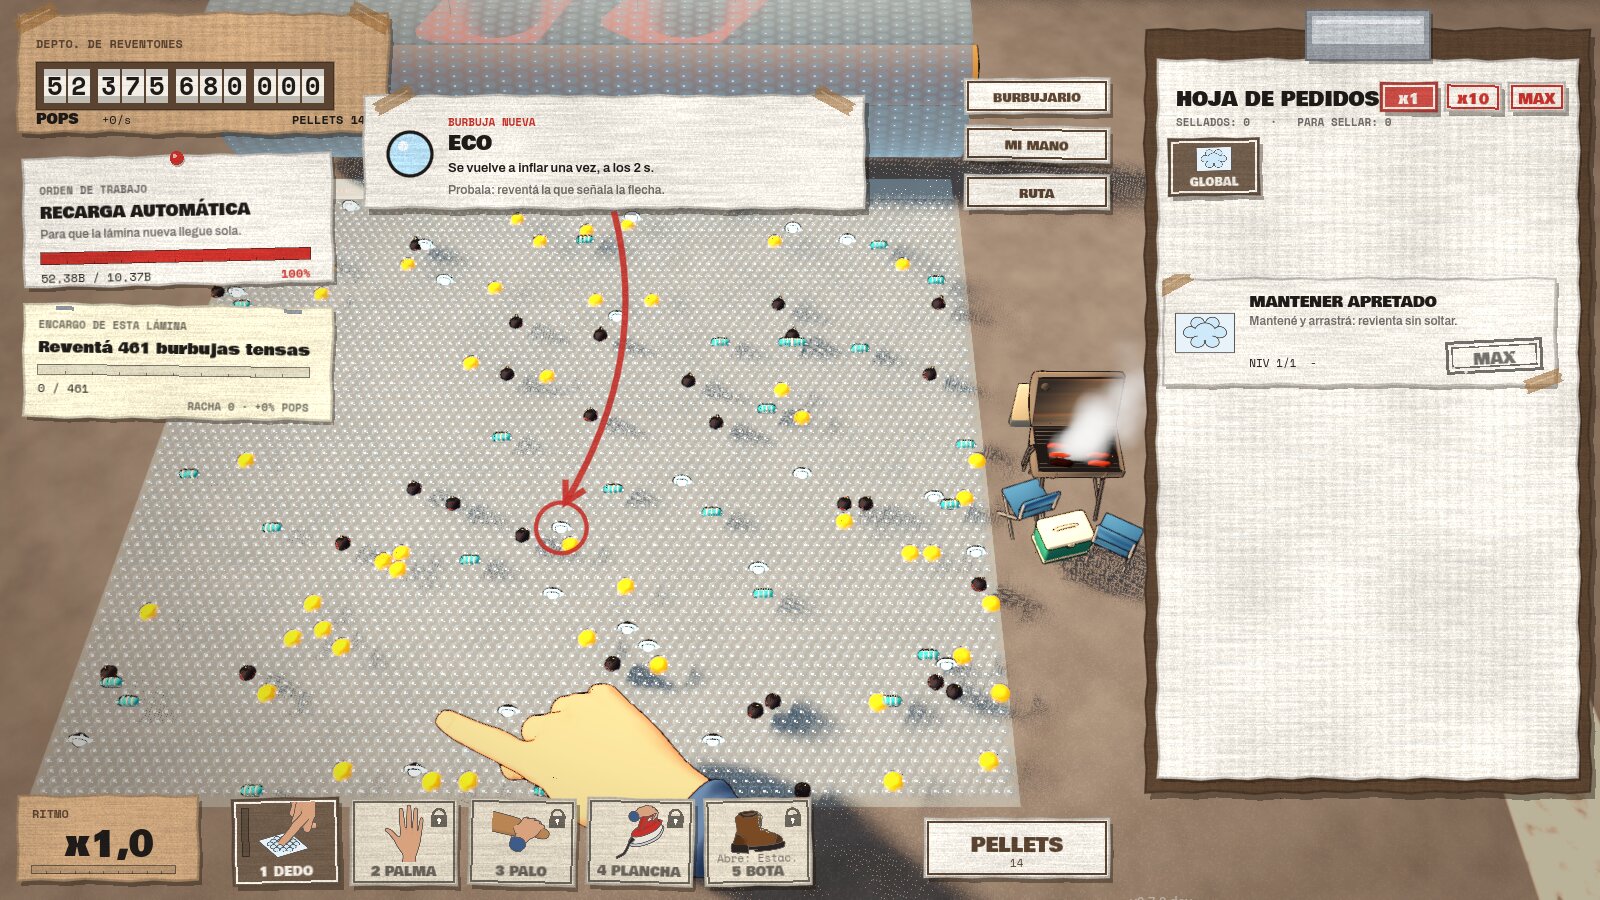 DEPTO. DE REVENTONES
52 375 680 000
POPS +0/s PELLETS 14
ORDEN DE TRABAJO
RECARGA AUTOMÁTICA
Para que la lámina nueva llegue sola.
52.38B / 10.37B 100%
ENCARGO DE ESTA LÁMINA
Reventá 461 burbujas tensas
0 / 461
RACHA 0 · +0% POPS
BURBUJA NUEVA
ECO
Se vuelve a inflar una vez, a los 2 s.
Probala: reventá la que señala la flecha.
BURBUJARIO
MI MANO
RUTA
HOJA DE PEDIDOS x1 x10 MAX
SELLADOS: 0 · PARA SELLAR: 0
GLOBAL
MANTENER APRETADO
Mantené y arrastrá: revienta sin soltar.
NIV 1/1 -
MAX
RITMO
x1,0
1 DEDO
2 PALMA
3 PALO
4 PLANCHA
Abre: Estac.
5 BOTA
PELLETS
14